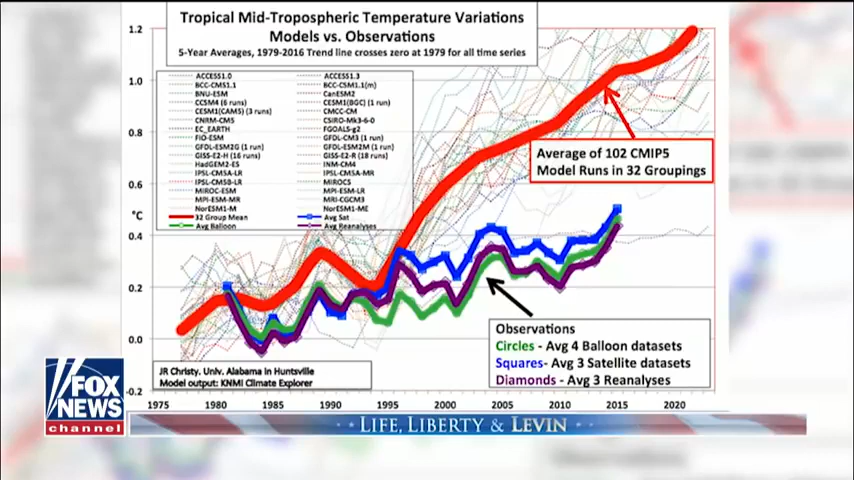 Tropical Mid-Tropospheric Temperature Variations
Models vs. Observations
5-Year Averages, 1979-2016 Trend line crosses zero at 1979 for all time series
1.2
1.0
0.8
0.6
°C
0.4
0.2
0.0
-0.2
ACCESS1.0 ACCESS1.3
BCC-CMS1.1 BCC-CSM1.1(m)
BNU-ESM CanESM2
CCSM4 (6 runs) CESM1(BGC) (1 run)
CESM1(CAM5) (3 runs) CMCC-CM
CNRM-CM5 CSIRO-Mk3-6-0
EC_EARTH FGOALS-g2
FIO-ESM GFDL-CM3 (1 run)
GFDL-ESM2G (1 run) GFDL-ESM2M (1 run)
GISS-E2-H (16 runs) GISS-E2-R (18 runs)
HadGEM2-ES INM-CM4
IPSL-CM5A-LR IPSL-CM5A-MR
IPSL-CM5B-LR MIROC5
MIROC-ESM MPI-ESM-LR
MPI-ESM-MR MRI-CGCM3
NorESM1-M NorESM1-ME
32 Group Mean Avg Sat
Avg Balloon Avg Reanalyses
Average of 102 CMIP5
Model Runs in 32 Groupings
Observations
Circles - Avg 4 Balloon datasets
Squares- Avg 3 Satellite datasets
Diamonds - Avg 3 Reanalyses
JR Christy. Univ. Alabama in Huntsville
Model output: KNMI Climate Explorer
1975 1980 1985 1990 1995 2000 2005 2010 2015 2020
FOX
NEWS
channel
LIFE, LIBERTY & LEVIN